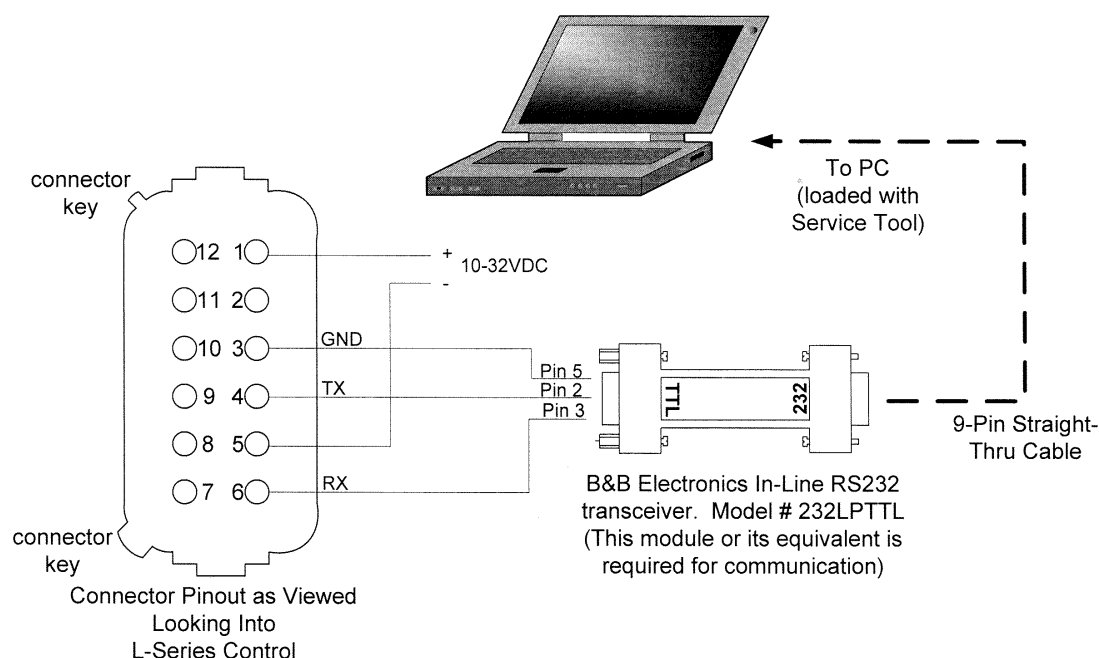 To PC
(loaded with
Service Tool)
connector
key
12 1
+
10-32VDC
-
11 2
10 3
GND
9 4
TX
8 5
7 6
RX
Pin 5
Pin 2
Pin 3
TTL
232
9-Pin Straight-
Thru Cable
B&B Electronics In-Line RS232
transceiver. Model # 232LPTTL
(This module or its equivalent is
required for communication)
connector
key
Connector Pinout as Viewed
Looking Into
L-Series Control